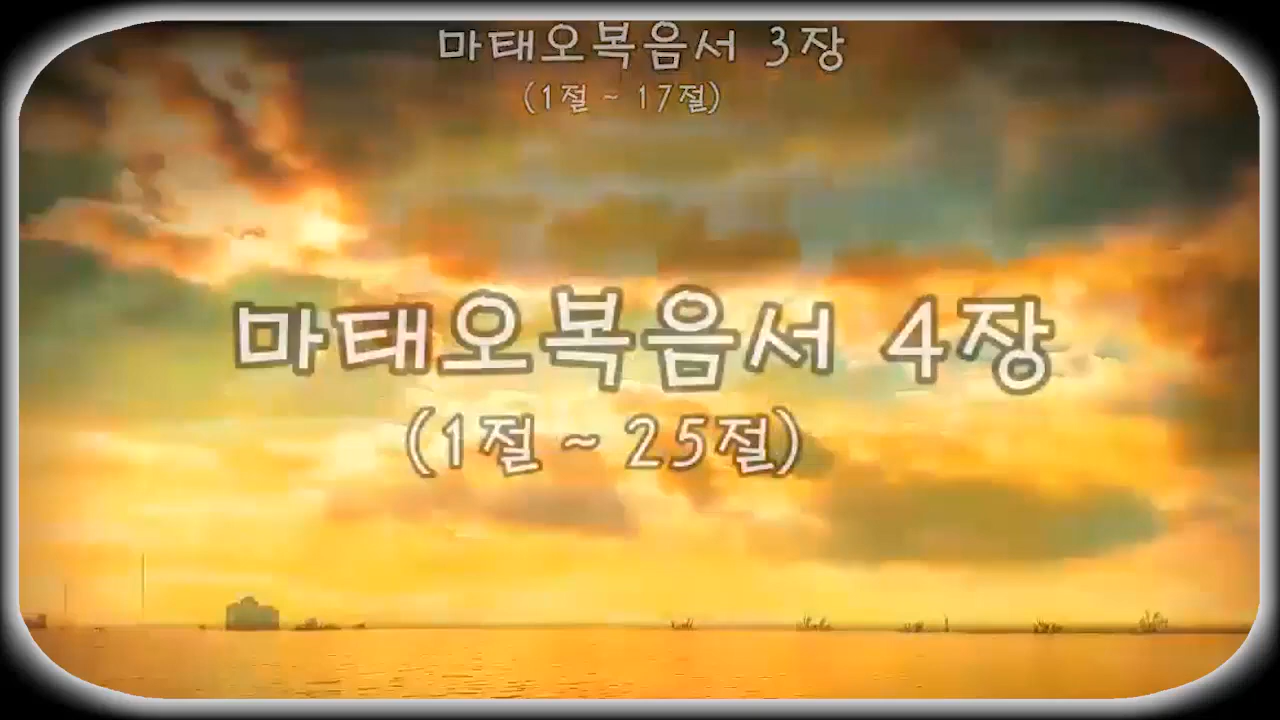 마태오복음서 3장
(1절 ~ 17절)
마태오복음서 4장
(1절 ~ 25절)